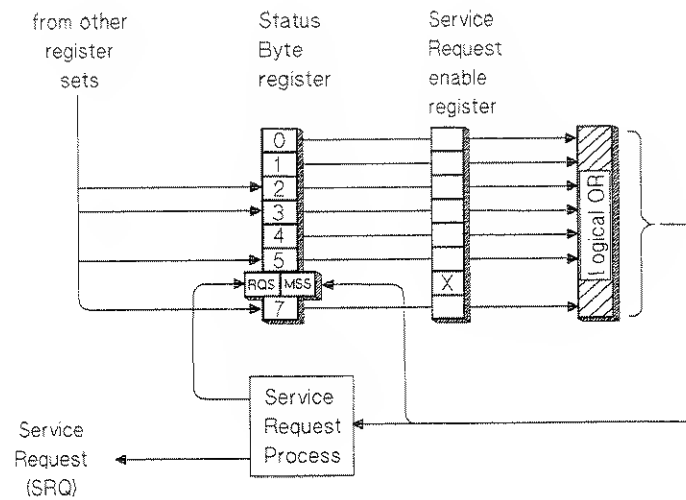 from other
register
sets
Status
Byte
register
Service
Request
enable
register
0
1
2
3
4
5
RQS MSS
7
X
Logical OR
Service
Request
Process
Service
Request
(SRQ)